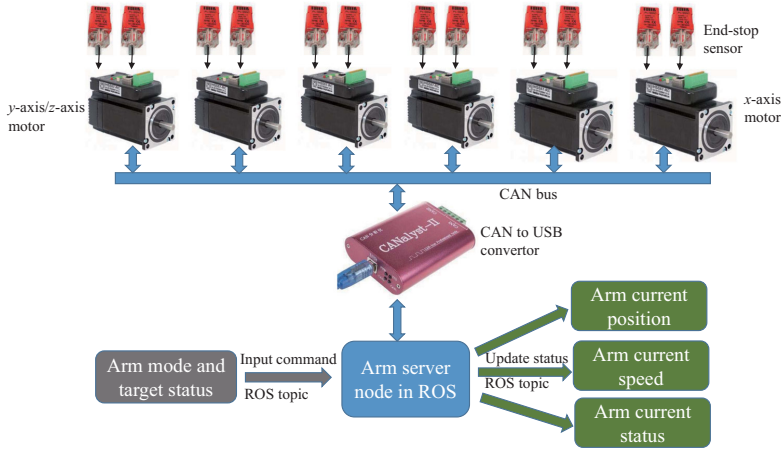 End-stop
sensor
y-axis/z-axis
motor
x-axis
motor
CAN bus
CANalyst-II
CAN to USB
convertor
Arm mode and
target status
Input command
ROS topic
Arm server
node in ROS
Update status
ROS topic
Arm current
position
Arm current
speed
Arm current
status